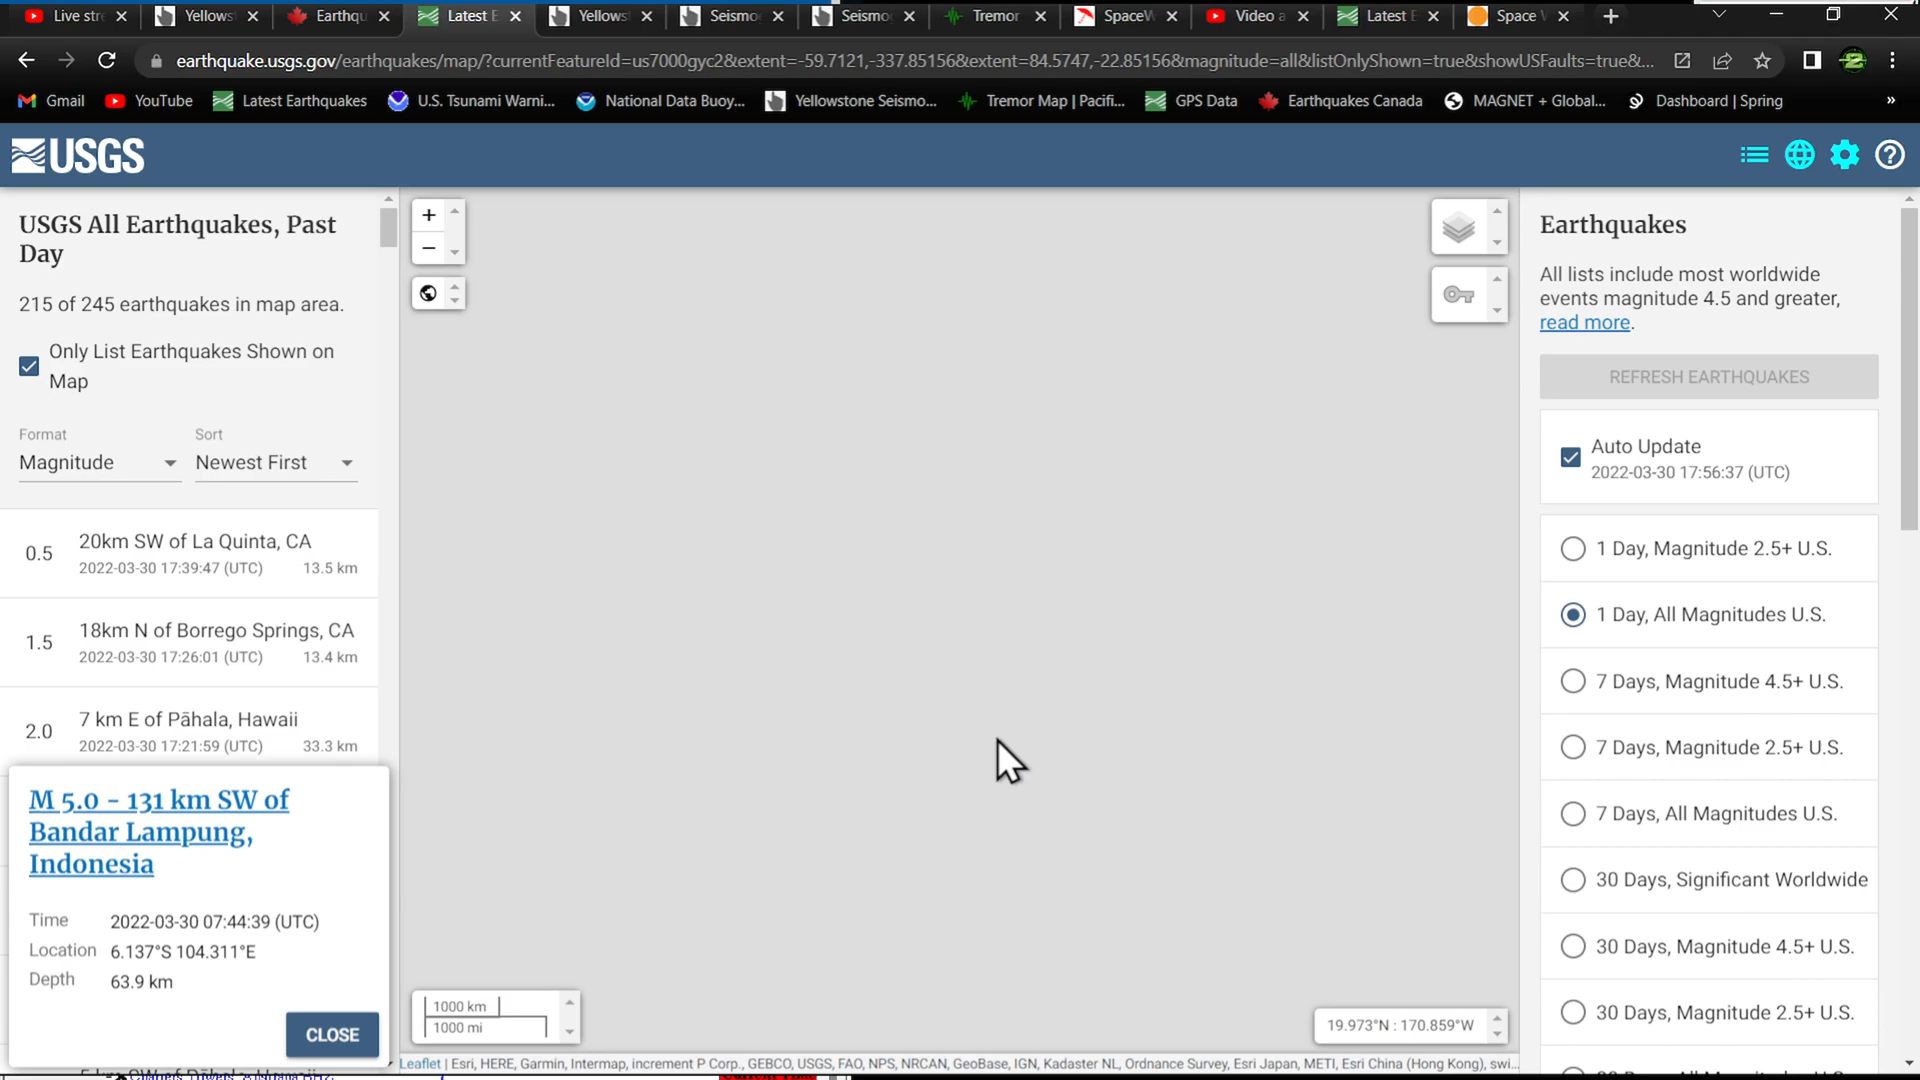 Live stre
Yellows
Earthqu
Latest E
Yellows
Seismo
Seismo
Tremor
SpaceW
Video a
Latest E
Space
earthquake.usgs.gov/earthquakes/map/?currentFeatureId=us7000gyc2&extent=-59.7121,-337.85156&extent=84.5747,-22.85156&magnitude=all&listOnlyShown=true&showUSFaults=true&...
Gmail
YouTube
Latest Earthquakes
U.S. Tsunami Warni...
National Data Buoy...
Yellowstone Seismo...
Tremor Map | Pacifi...
GPS Data
Earthquakes Canada
MAGNET + Global...
Dashboard | Spring
»
USGS
USGS All Earthquakes, Past
Day
215 of 245 earthquakes in map area.
Only List Earthquakes Shown on
Map
Format
Sort
Magnitude
Newest First
0.5
20km SW of La Quinta, CA
2022-03-30 17:39:47 (UTC) 13.5 km
1.5
18km N of Borrego Springs, CA
2022-03-30 17:26:01 (UTC) 13.4 km
2.0
7 km E of Pāhala, Hawaii
2022-03-30 17:21:59 (UTC) 33.3 km
M 5.0 - 131 km SW of
Bandar Lampung,
Indonesia
Time 2022-03-30 07:44:39 (UTC)
Location 6.137°S 104.311°E
Depth 63.9 km
CLOSE
+
−
1000 km
1000 mi
19.973°N : 170.859°W
Leaflet | Esri, HERE, Garmin, Intermap, increment P Corp., GEBCO, USGS, FAO, NPS, NRCAN, GeoBase, IGN, Kadaster NL, Ordnance Survey, Esri Japan, METI, Esri China (Hong Kong), swi...
Earthquakes
All lists include most worldwide
events magnitude 4.5 and greater,
read more.
REFRESH EARTHQUAKES
Auto Update
2022-03-30 17:56:37 (UTC)
1 Day, Magnitude 2.5+ U.S.
1 Day, All Magnitudes U.S.
7 Days, Magnitude 4.5+ U.S.
7 Days, Magnitude 2.5+ U.S.
7 Days, All Magnitudes U.S.
30 Days, Significant Worldwide
30 Days, Magnitude 4.5+ U.S.
30 Days, Magnitude 2.5+ U.S.